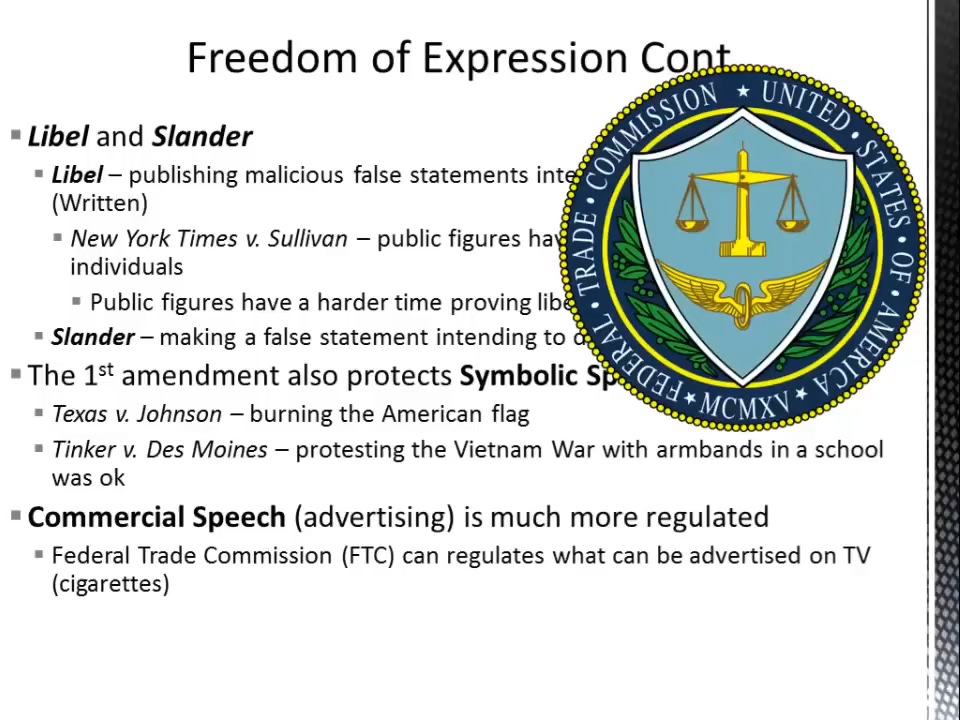 Freedom of Expression Cont
Libel and Slander
Libel – publishing malicious false statements
(Written)
New York Times v. Sullivan – public figures
individuals
Public figures have a harder time proving
Slander – making a false statement intending to
The 1st amendment also protects Symbolic
Texas v. Johnson – burning the American flag
Tinker v. Des Moines – protesting the Vietnam War with armbands in a school
was ok
Commercial Speech (advertising) is much more regulated
Federal Trade Commission (FTC) can regulates what can be advertised on TV
(cigarettes)
FEDERAL TRADE COMMISSION ★ UNITED STATES OF AMERICA ★ MCMXV ★